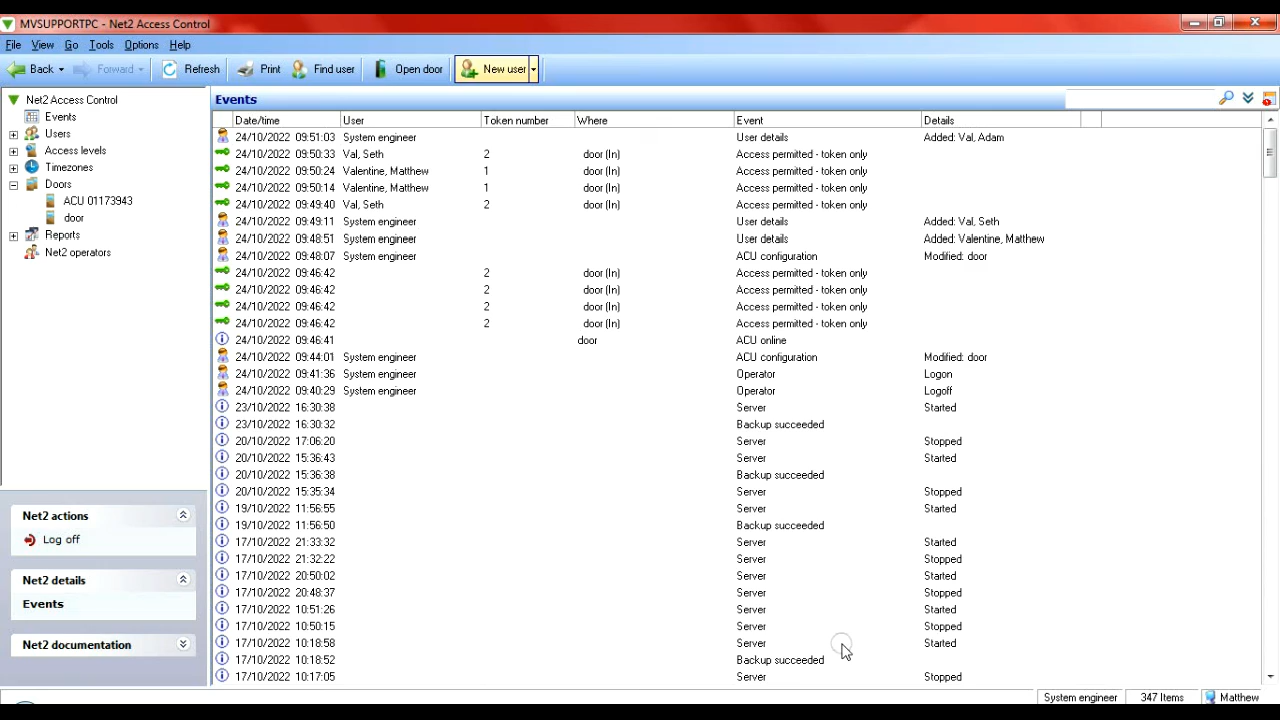 MVSUPPORTPC - Net2 Access Control
File View Go Tools Options Help
Back Forward Refresh Print Find user Open door New user
Net2 Access Control
Events
Users
Access levels
Timezones
Doors
ACU 01173943
door
Reports
Net2 operators
Net2 actions
Log off
Net2 details
Events
Net2 documentation
Events
Date/time User Token number Where Event Details
24/10/2022 09:51:03 System engineer User details Added: Val, Adam
24/10/2022 09:50:33 Val, Seth 2 door (In) Access permitted - token only
24/10/2022 09:50:24 Valentine, Matthew 1 door (In) Access permitted - token only
24/10/2022 09:50:14 Valentine, Matthew 1 door (In) Access permitted - token only
24/10/2022 09:49:40 Val, Seth 2 door (In) Access permitted - token only
24/10/2022 09:49:11 System engineer User details Added: Val, Seth
24/10/2022 09:48:51 System engineer User details Added: Valentine, Matthew
24/10/2022 09:48:07 System engineer ACU configuration Modified: door
24/10/2022 09:46:42 2 door (In) Access permitted - token only
24/10/2022 09:46:42 2 door (In) Access permitted - token only
24/10/2022 09:46:42 2 door (In) Access permitted - token only
24/10/2022 09:46:42 2 door (In) Access permitted - token only
24/10/2022 09:46:41 door ACU online
24/10/2022 09:44:01 System engineer ACU configuration Modified: door
24/10/2022 09:41:36 System engineer Operator Logon
24/10/2022 09:40:29 System engineer Operator Logoff
23/10/2022 16:30:38 Server Started
23/10/2022 16:30:32 Backup succeeded
20/10/2022 17:06:20 Server Stopped
20/10/2022 15:36:43 Server Started
20/10/2022 15:36:38 Backup succeeded
20/10/2022 15:35:34 Server Stopped
19/10/2022 11:56:55 Server Started
19/10/2022 11:56:50 Backup succeeded
17/10/2022 21:33:32 Server Started
17/10/2022 21:32:22 Server Stopped
17/10/2022 20:50:02 Server Started
17/10/2022 20:48:37 Server Stopped
17/10/2022 10:51:26 Server Started
17/10/2022 10:50:15 Server Stopped
17/10/2022 10:18:58 Server Started
17/10/2022 10:18:52 Backup succeeded
17/10/2022 10:17:05 Server Stopped
System engineer 347 Items Matthew